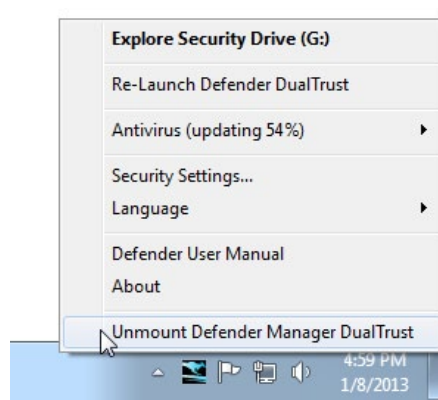 Explore Security Drive (G:)
Re-Launch Defender DualTrust
Antivirus (updating 54%)
Security Settings...
Language
Defender User Manual
About
Unmount Defender Manager DualTrust
4:59 PM
1/8/2013